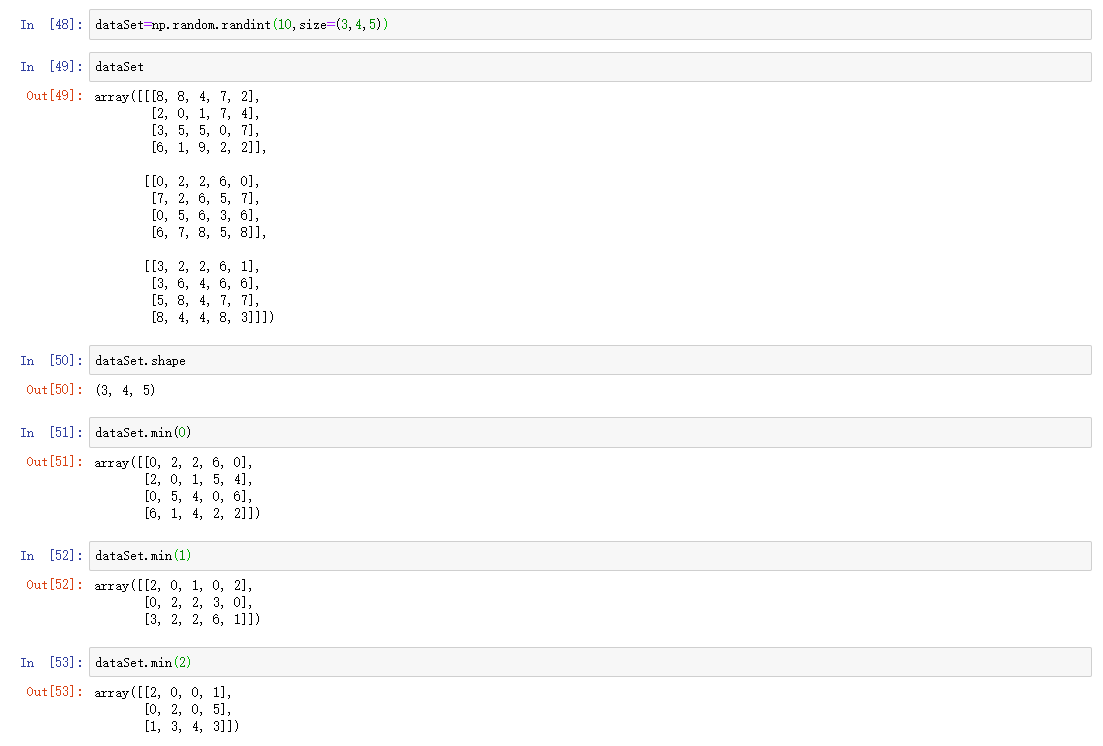 In [48]: dataSet=np.random.randint(10,size=(3,4,5))
In [49]: dataSet
Out[49]: array([[[8, 8, 4, 7, 2],
[2, 0, 1, 7, 4],
[3, 5, 5, 0, 7],
[6, 1, 9, 2, 2]],
[[0, 2, 2, 6, 0],
[7, 2, 6, 5, 7],
[0, 5, 6, 3, 6],
[6, 7, 8, 5, 8]],
[[3, 2, 2, 6, 1],
[3, 6, 4, 6, 6],
[5, 8, 4, 7, 7],
[8, 4, 4, 8, 3]]])
In [50]: dataSet.shape
Out[50]: (3, 4, 5)
In [51]: dataSet.min(0)
Out[51]: array([[0, 2, 2, 6, 0],
[2, 0, 1, 5, 4],
[0, 5, 4, 0, 6],
[6, 1, 4, 2, 2]])
In [52]: dataSet.min(1)
Out[52]: array([[2, 0, 1, 0, 2],
[0, 2, 2, 3, 0],
[3, 2, 2, 6, 1]])
In [53]: dataSet.min(2)
Out[53]: array([[2, 0, 0, 1],
[0, 2, 0, 5],
[1, 3, 4, 3]])